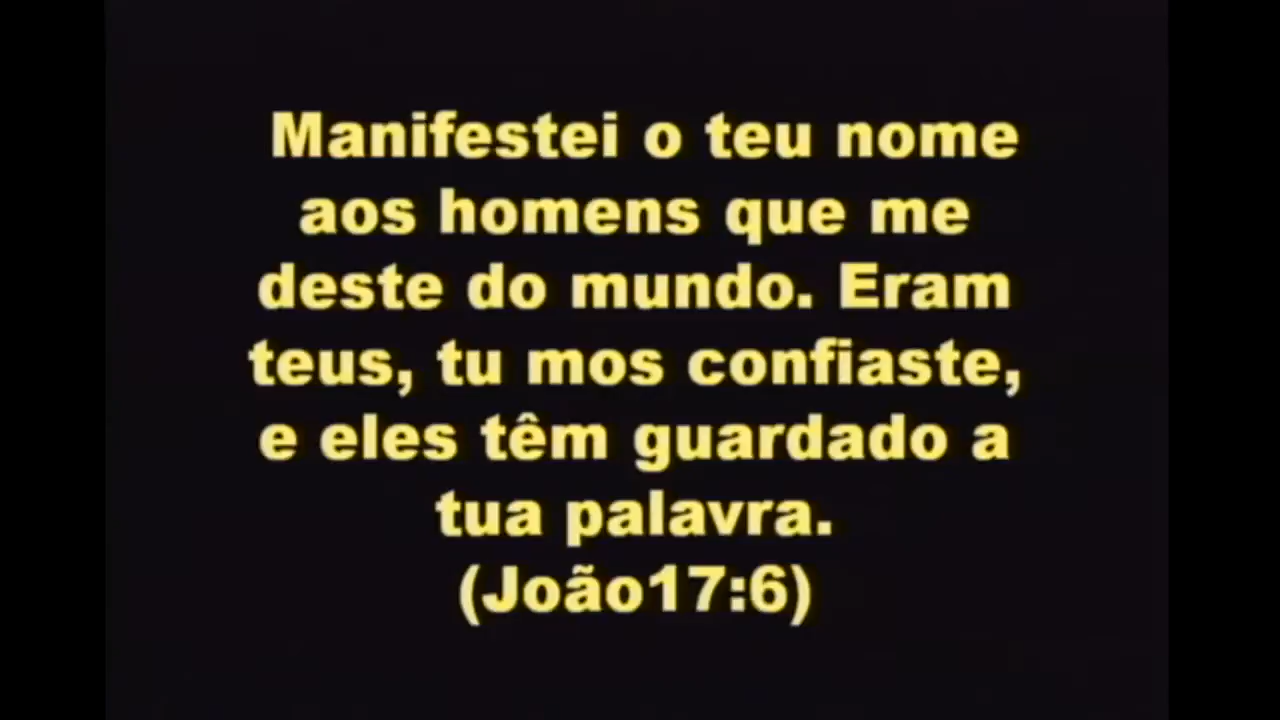 Manifestei o teu nome
aos homens que me
deste do mundo. Eram
teus, tu mos confiaste,
e eles têm guardado a
tua palavra.
(João17:6)